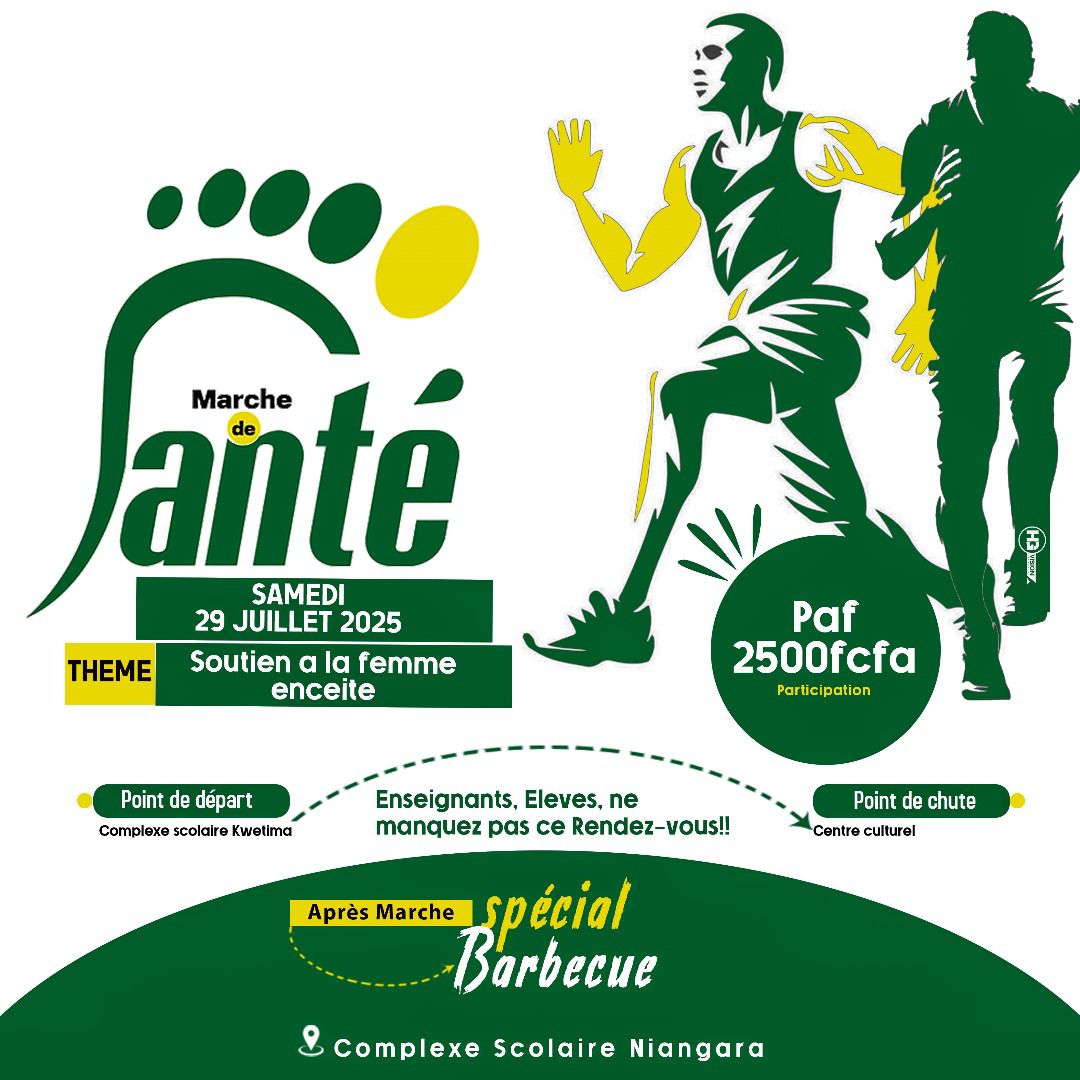 Marche
de
Santé
SAMEDI
29 JUILLET 2025
THEME
Soutien a la femme
enceite
Paf
2500fcfa
Participation
HD
VISION
Point de départ
Complexe scolaire Kwetima
Enseignants, Eleves, ne
manquez pas ce Rendez-vous!!
Point de chute
Centre culturel
Après Marche
spécial
Barbecue
Complexe Scolaire Niangara